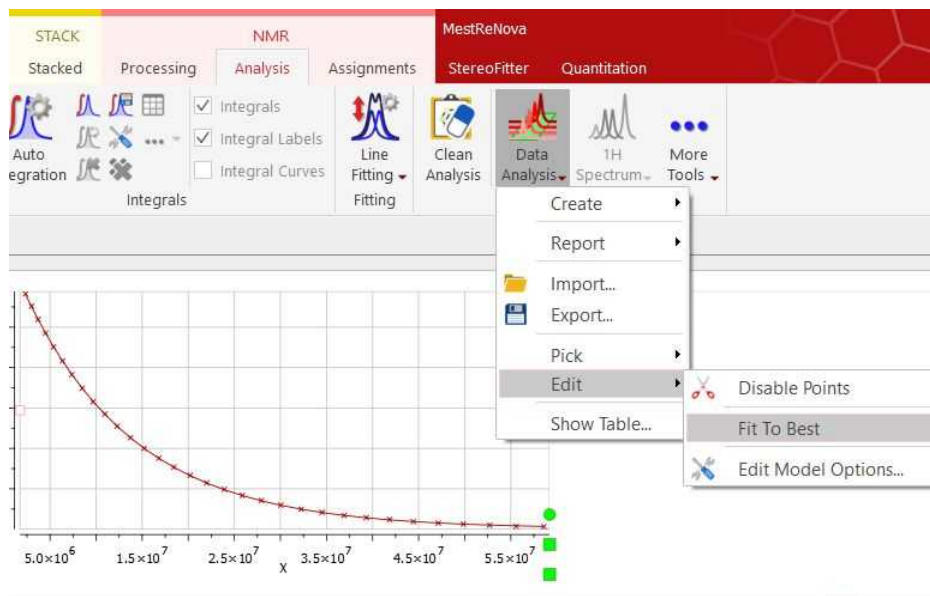 STACK
NMR
MestReNova
Stacked
Processing
Analysis
Assignments
StereoFitter
Quantitation
Auto
egration
Integrals
Integral Labels
Integral Curves
Integrals
Line
Fitting
Fitting
Clean
Analysis
Data
Analysis
1H
Spectrum
More
Tools
Create
Report
Import...
Export...
Pick
Edit
Show Table...
Disable Points
Fit To Best
Edit Model Options...
5.0×10⁶ 1.5×10⁷ 2.5×10⁷ 3.5×10⁷ 4.5×10⁷ 5.5×10⁷
x